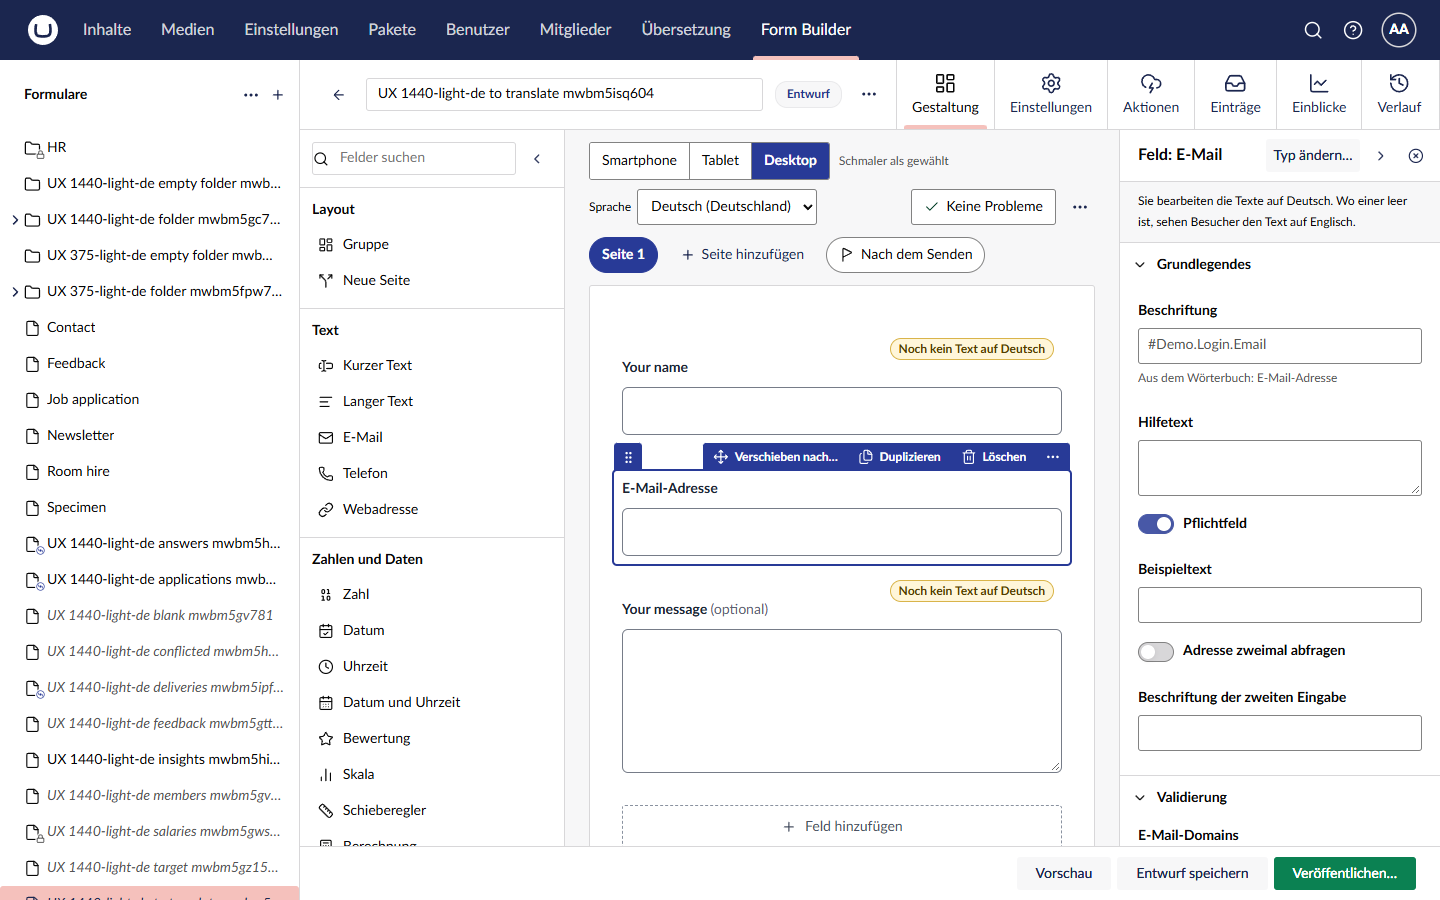 Inhalte
Medien
Einstellungen
Pakete
Benutzer
Mitglieder
Übersetzung
Form Builder
AA
Formulare
HR
UX 1440-light-de empty folder mwb...
UX 1440-light-de folder mwbm5gc7...
UX 375-light-de empty folder mwb...
UX 375-light-de folder mwbm5fpw7...
Contact
Feedback
Job application
Newsletter
Room hire
Specimen
UX 1440-light-de answers mwbm5h...
UX 1440-light-de applications mwb...
UX 1440-light-de blank mwbm5gv781
UX 1440-light-de conflicted mwbm5h...
UX 1440-light-de deliveries mwbm5ipf...
UX 1440-light-de feedback mwbm5gtt...
UX 1440-light-de insights mwbm5hi...
UX 1440-light-de members mwbm5gv...
UX 1440-light-de salaries mwbm5gws...
UX 1440-light-de target mwbm5gz15...
UX 1440-light-de to translate mwbm5isq604
Entwurf
Gestaltung
Einstellungen
Aktionen
Einträge
Einblicke
Verlauf
Felder suchen
Layout
Gruppe
Neue Seite
Text
Kurzer Text
Langer Text
E-Mail
Telefon
Webadresse
Zahlen und Daten
Zahl
Datum
Uhrzeit
Datum und Uhrzeit
Bewertung
Skala
Schieberegler
Berechnung
Smartphone
Tablet
Desktop
Schmaler als gewählt
Sprache
Deutsch (Deutschland)
Keine Probleme
Seite 1
Seite hinzufügen
Nach dem Senden
Noch kein Text auf Deutsch
Your name
Verschieben nach...
Duplizieren
Löschen
E-Mail-Adresse
Noch kein Text auf Deutsch
Your message (optional)
Feld hinzufügen
Feld: E-Mail
Typ ändern...
Sie bearbeiten die Texte auf Deutsch. Wo einer leer
ist, sehen Besucher den Text auf Englisch.
Grundlegendes
Beschriftung
#Demo.Login.Email
Aus dem Wörterbuch: E-Mail-Adresse
Hilfetext
Pflichtfeld
Beispieltext
Adresse zweimal abfragen
Beschriftung der zweiten Eingabe
Validierung
E-Mail-Domains
Vorschau
Entwurf speichern
Veröffentlichen...